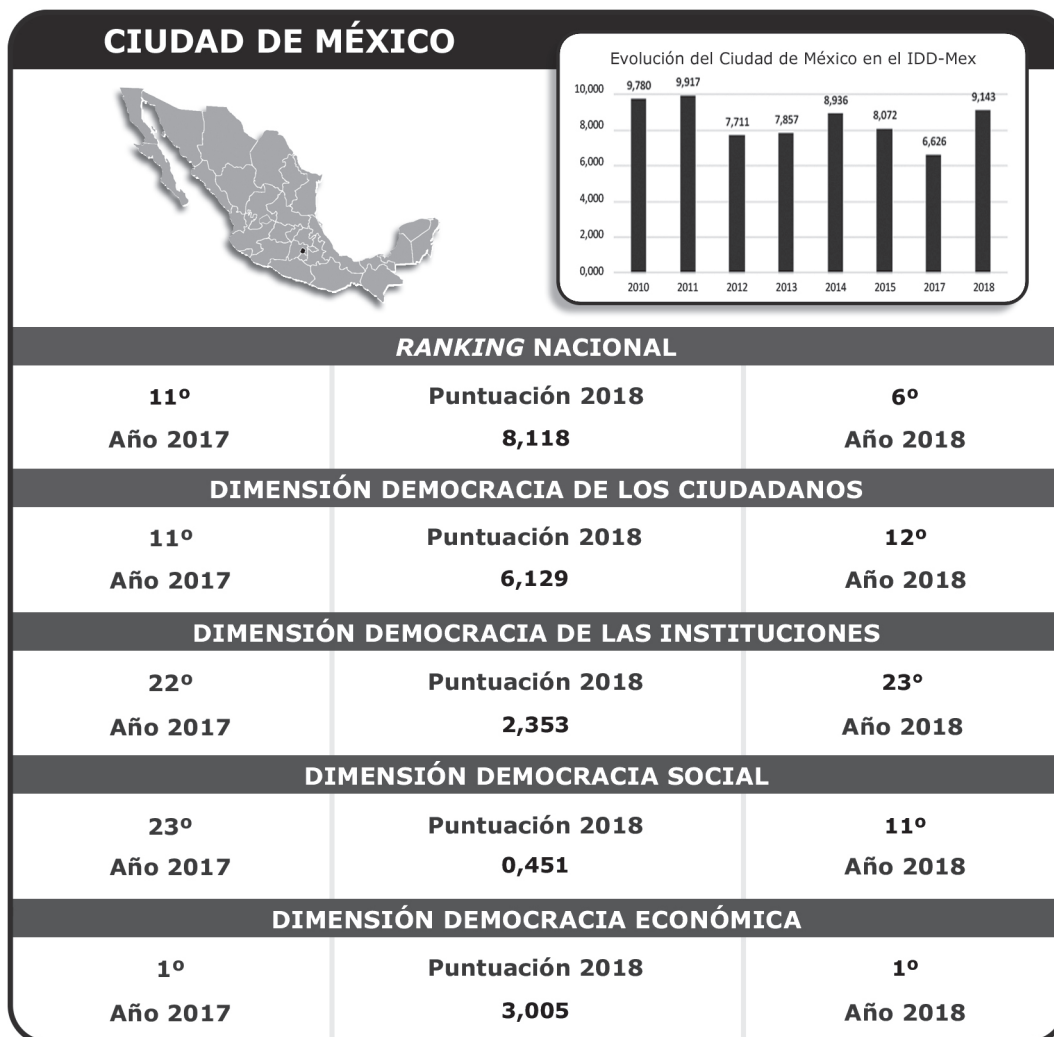 CIUDAD DE MÉXICO
Evolución del Ciudad de México en el IDD-Mex
10,000
8,000
6,000
4,000
2,000
0,000
9,780
9,917
7,711
7,857
8,936
8,072
6,626
9,143
2010 2011 2012 2013 2014 2015 2017 2018
RANKING NACIONAL
11º Puntuación 2018 6º
Año 2017 8,118 Año 2018
DIMENSIÓN DEMOCRACIA DE LOS CIUDADANOS
11º Puntuación 2018 12º
Año 2017 6,129 Año 2018
DIMENSIÓN DEMOCRACIA DE LAS INSTITUCIONES
22º Puntuación 2018 23°
Año 2017 2,353 Año 2018
DIMENSIÓN DEMOCRACIA SOCIAL
23º Puntuación 2018 11º
Año 2017 0,451 Año 2018
DIMENSIÓN DEMOCRACIA ECONÓMICA
1º Puntuación 2018 1º
Año 2017 3,005 Año 2018